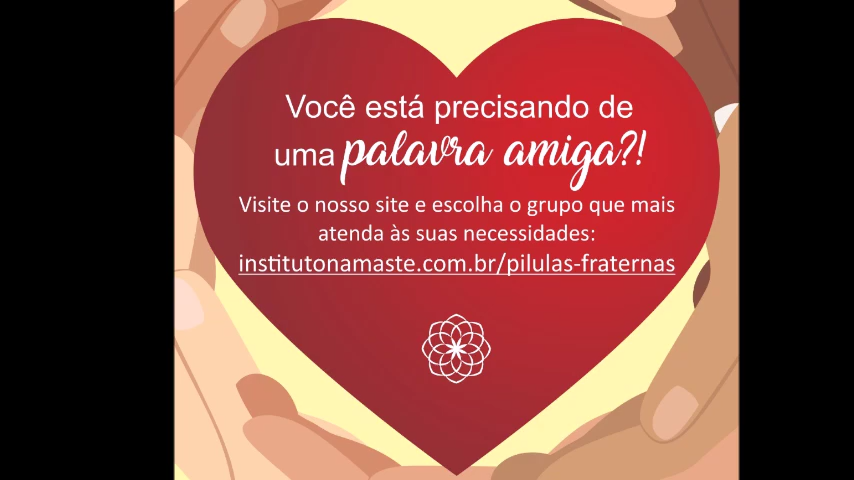 Você está precisando de
uma palavra amiga?!
Visite o nosso site e escolha o grupo que mais
atenda às suas necessidades:
institutonamaste.com.br/pilulas-fraternas